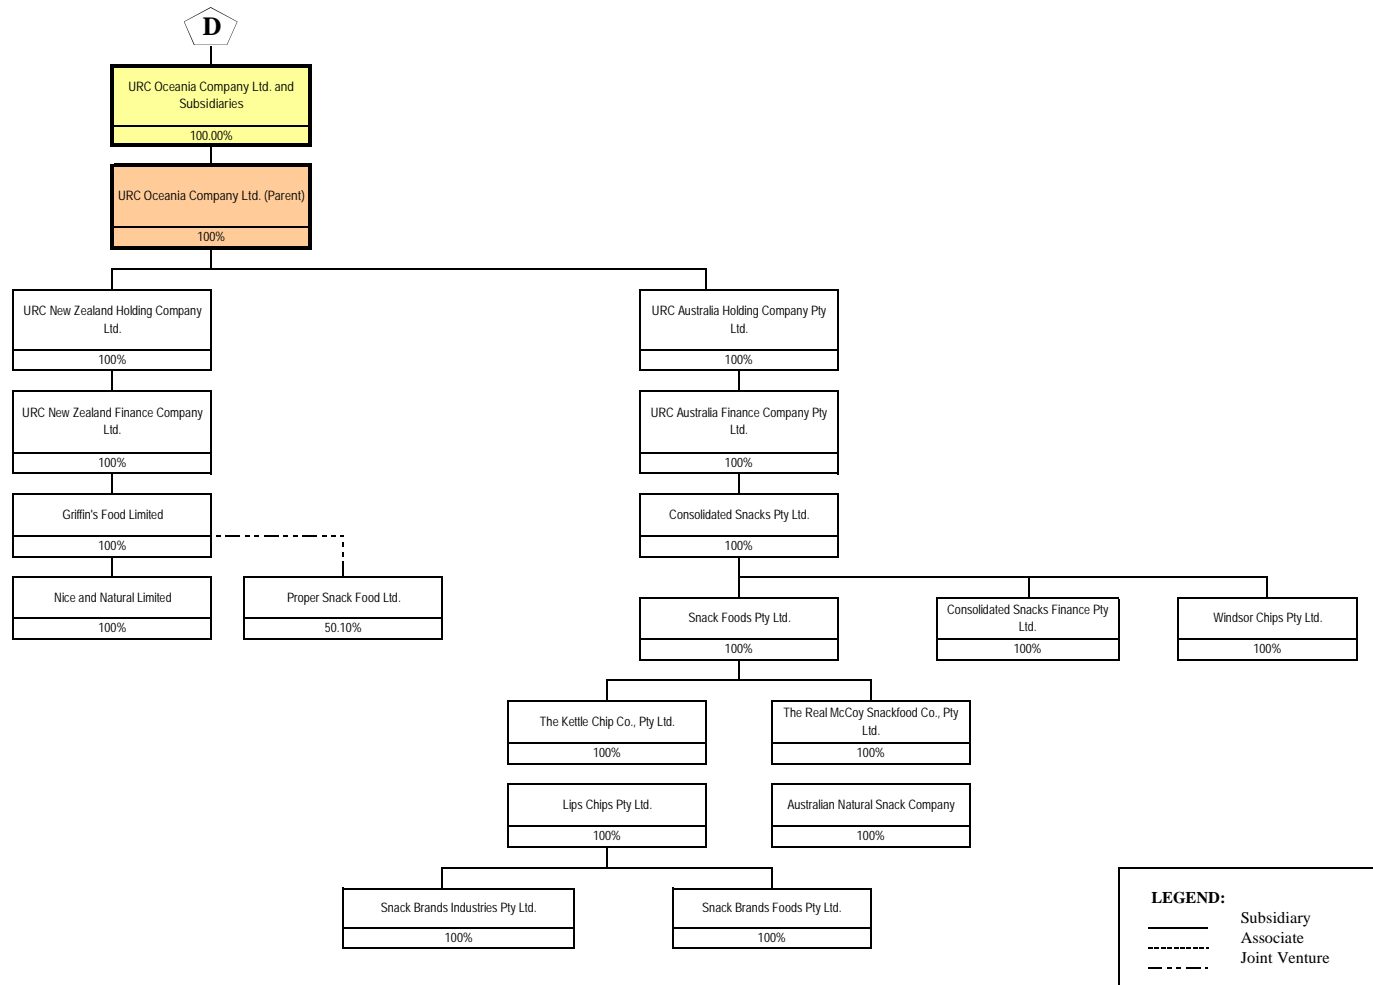 D
URC Oceania Company Ltd. and
Subsidiaries
100.00%
URC Oceania Company Ltd. (Parent)
100%
URC New Zealand Holding Company
Ltd.
100%
URC Australia Holding Company Pty
Ltd.
100%
URC New Zealand Finance Company
Ltd.
100%
URC Australia Finance Company Pty
Ltd.
100%
Griffin's Food Limited
100%
Consolidated Snacks Pty Ltd.
100%
Nice and Natural Limited
100%
Proper Snack Food Ltd.
50.10%
Snack Foods Pty Ltd.
100%
Consolidated Snacks Finance Pty
Ltd.
100%
Windsor Chips Pty Ltd.
100%
The Kettle Chip Co., Pty Ltd.
100%
The Real McCoy Snackfood Co., Pty
Ltd.
100%
Lips Chips Pty Ltd.
100%
Australian Natural Snack Company
100%
Snack Brands Industries Pty Ltd.
100%
Snack Brands Foods Pty Ltd.
100%
LEGEND:
Subsidiary
Associate
Joint Venture